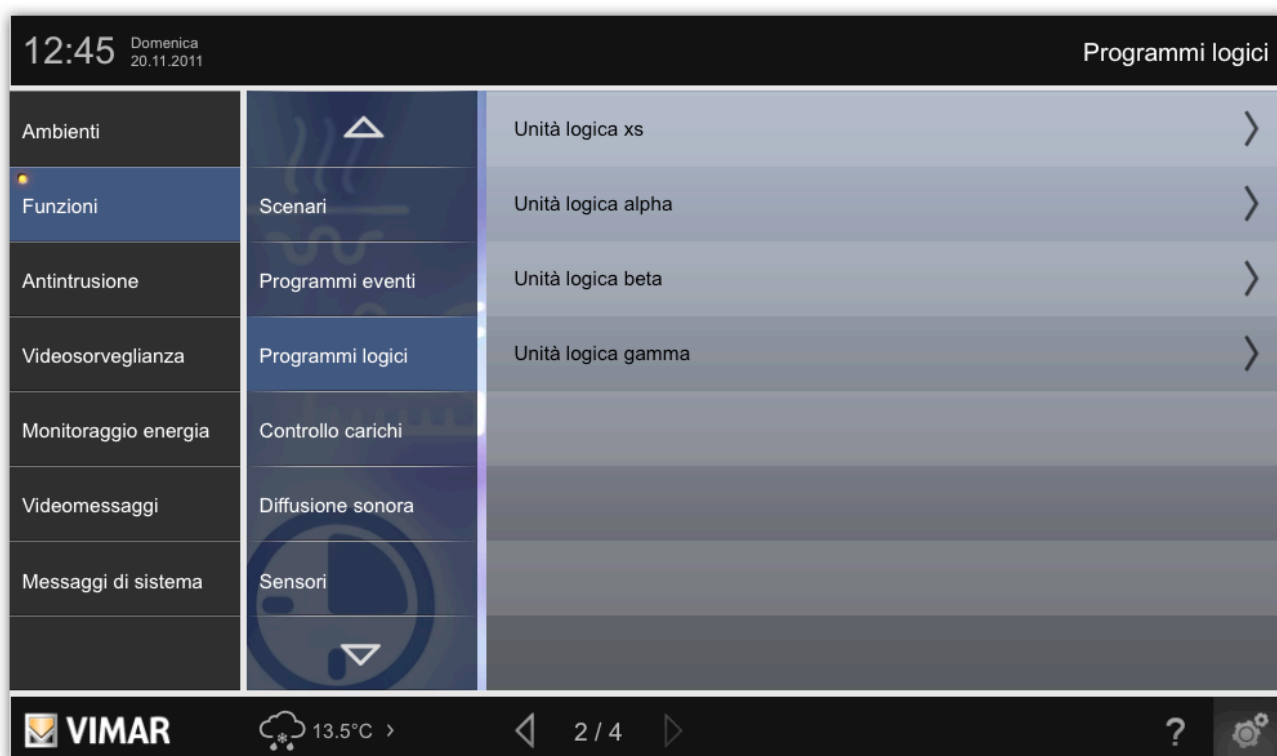 12:45 Domenica
20.11.2011
Programmi logici
Ambienti
Funzioni
Antintrusione
Videosorveglianza
Monitoraggio energia
Videomessaggi
Messaggi di sistema
Scenari
Programmi eventi
Programmi logici
Controllo carichi
Diffusione sonora
Sensori
Unità logica xs
Unità logica alpha
Unità logica beta
Unità logica gamma
VIMAR
13.5°C >
2 / 4
?